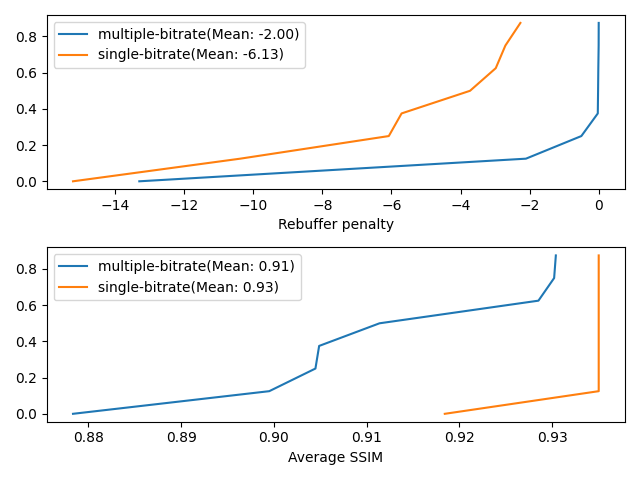 multiple-bitrate(Mean: -2.00)
single-bitrate(Mean: -6.13)
0.8
0.6
0.4
0.2
0.0
−14 −12 −10 −8 −6 −4 −2 0
Rebuffer penalty
multiple-bitrate(Mean: 0.91)
single-bitrate(Mean: 0.93)
0.8
0.6
0.4
0.2
0.0
0.88 0.89 0.90 0.91 0.92 0.93
Average SSIM